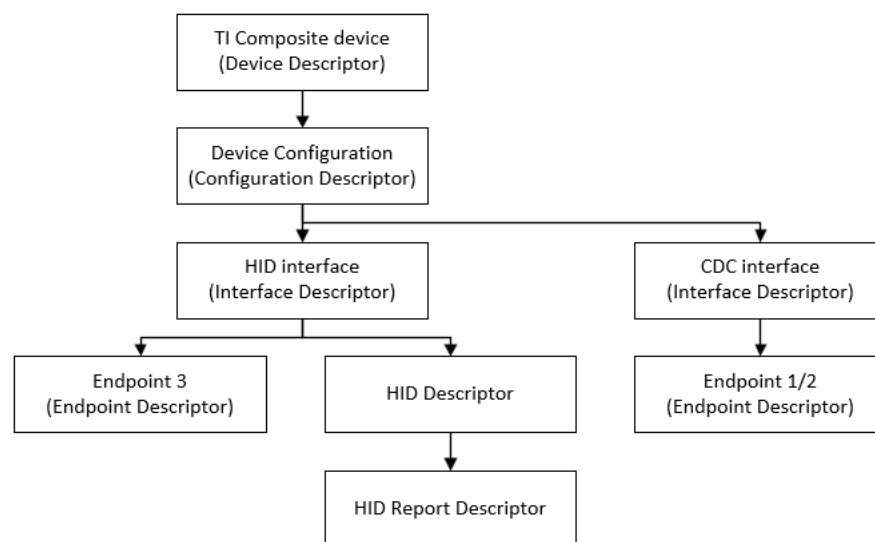 TI Composite device
(Device Descriptor)
Device Configuration
(Configuration Descriptor)
HID interface
(Interface Descriptor)
CDC interface
(Interface Descriptor)
Endpoint 3
(Endpoint Descriptor)
HID Descriptor
Endpoint 1/2
(Endpoint Descriptor)
HID Report Descriptor